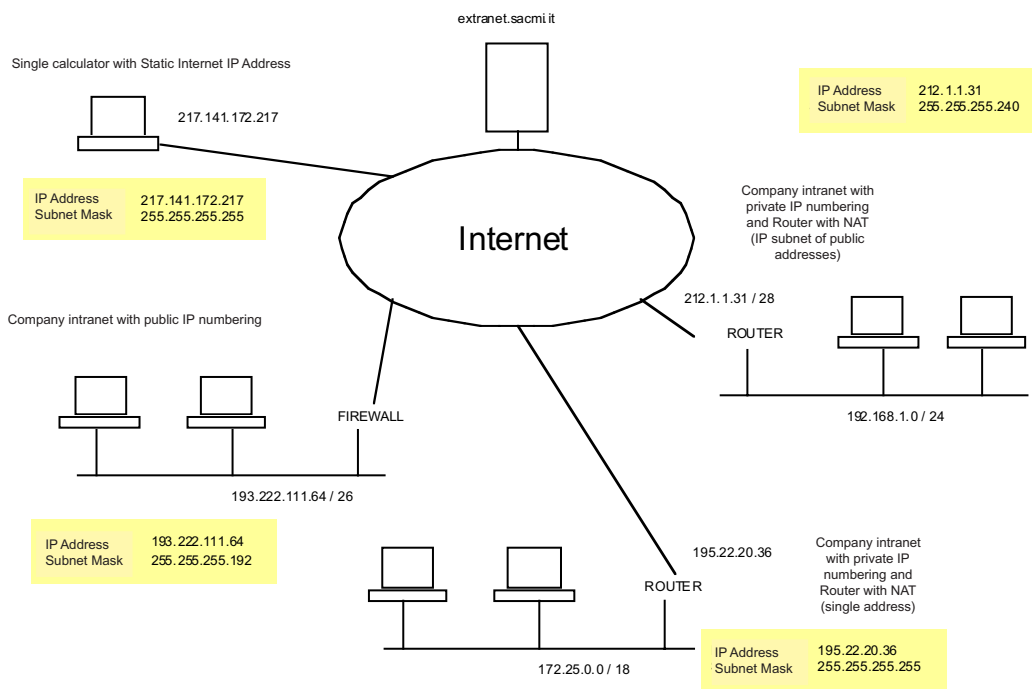 extranet.sacmi.it
Single calculator with Static Internet IP Address
217.141.172.217
IP Address 217.141.172.217
Subnet Mask 255.255.255.255
IP Address 212.1.1.31
Subnet Mask 255.255.255.240
Internet
Company intranet with
private IP numbering
and Router with NAT
(IP subnet of public
addresses)
212.1.1.31 / 28
ROUTER
192.168.1.0 / 24
Company intranet with public IP numbering
FIREWALL
193.222.111.64 / 26
IP Address 193.222.111.64
Subnet Mask 255.255.255.192
195.22.20.36
ROUTER
Company intranet
with private IP
numbering and
Router with NAT
(single address)
172.25.0.0 / 18
IP Address 195.22.20.36
Subnet Mask 255.255.255.255